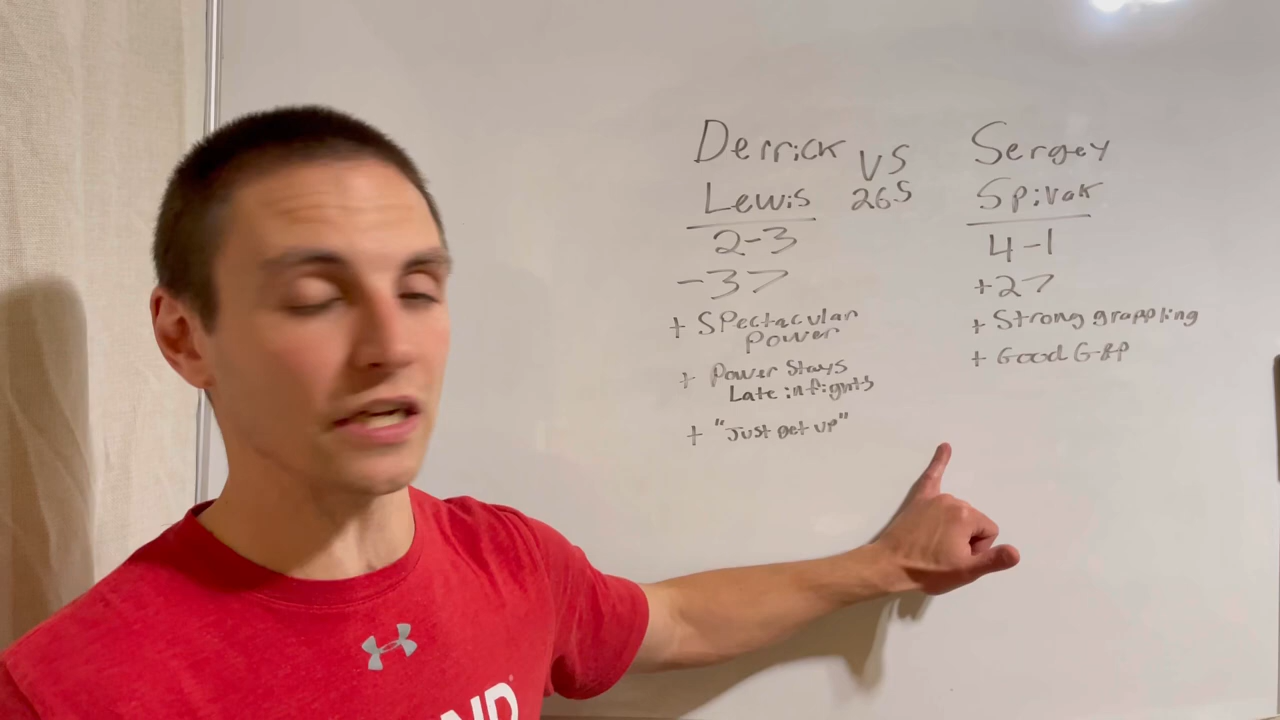 Derrick
Lewis
2-3
-37
+ Spectacular
Power
+ Power Stays
Late in fights
+ "Just get up"
VS
265
Sergey
Spivak
4-1
+27
+ Strong grappling
+ Good G&P
ND